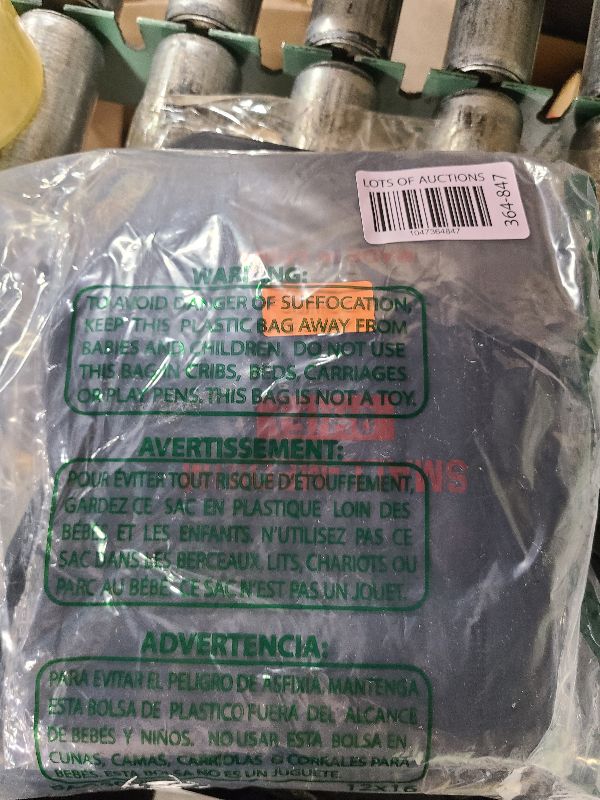 LOTS OF AUCTIONS
1047364847
364-847
WARNING:
TO AVOID DANGER OF SUFFOCATION,
KEEP THIS PLASTIC BAG AWAY FROM
BABIES AND CHILDREN. DO NOT USE
THIS BAG IN CRIBS, BEDS, CARRIAGES
OR PLAY PENS. THIS BAG IS NOT A TOY.
AVERTISSEMENT:
POUR EVITER TOUT RISQUE D'ETOUFFEMENT,
GARDEZ CE SAC EN PLASTIQUE LOIN DES
BÉBÉS ET LES ENFANTS. N'UTILISEZ PAS CE
SAC DANS LES BERCEAUX, LITS, CHARIOTS OU
PARC AU BÉBÉ. CE SAC N'EST PAS UN JOUET.
ADVERTENCIA:
PARA EVITAR EL PELIGRO DE ASFIXIA, MANTENGA
ESTA BOLSA DE PLASTICO FUERA DEL ALCANCE
DE BEBÉS Y NIÑOS. NO USAR ESTA BOLSA EN
CUNAS, CAMAS, CARRIOLAS O CORRALES PARA
BEBES. ESTA BOLSA NO ES UN JUGUETE.
12x16